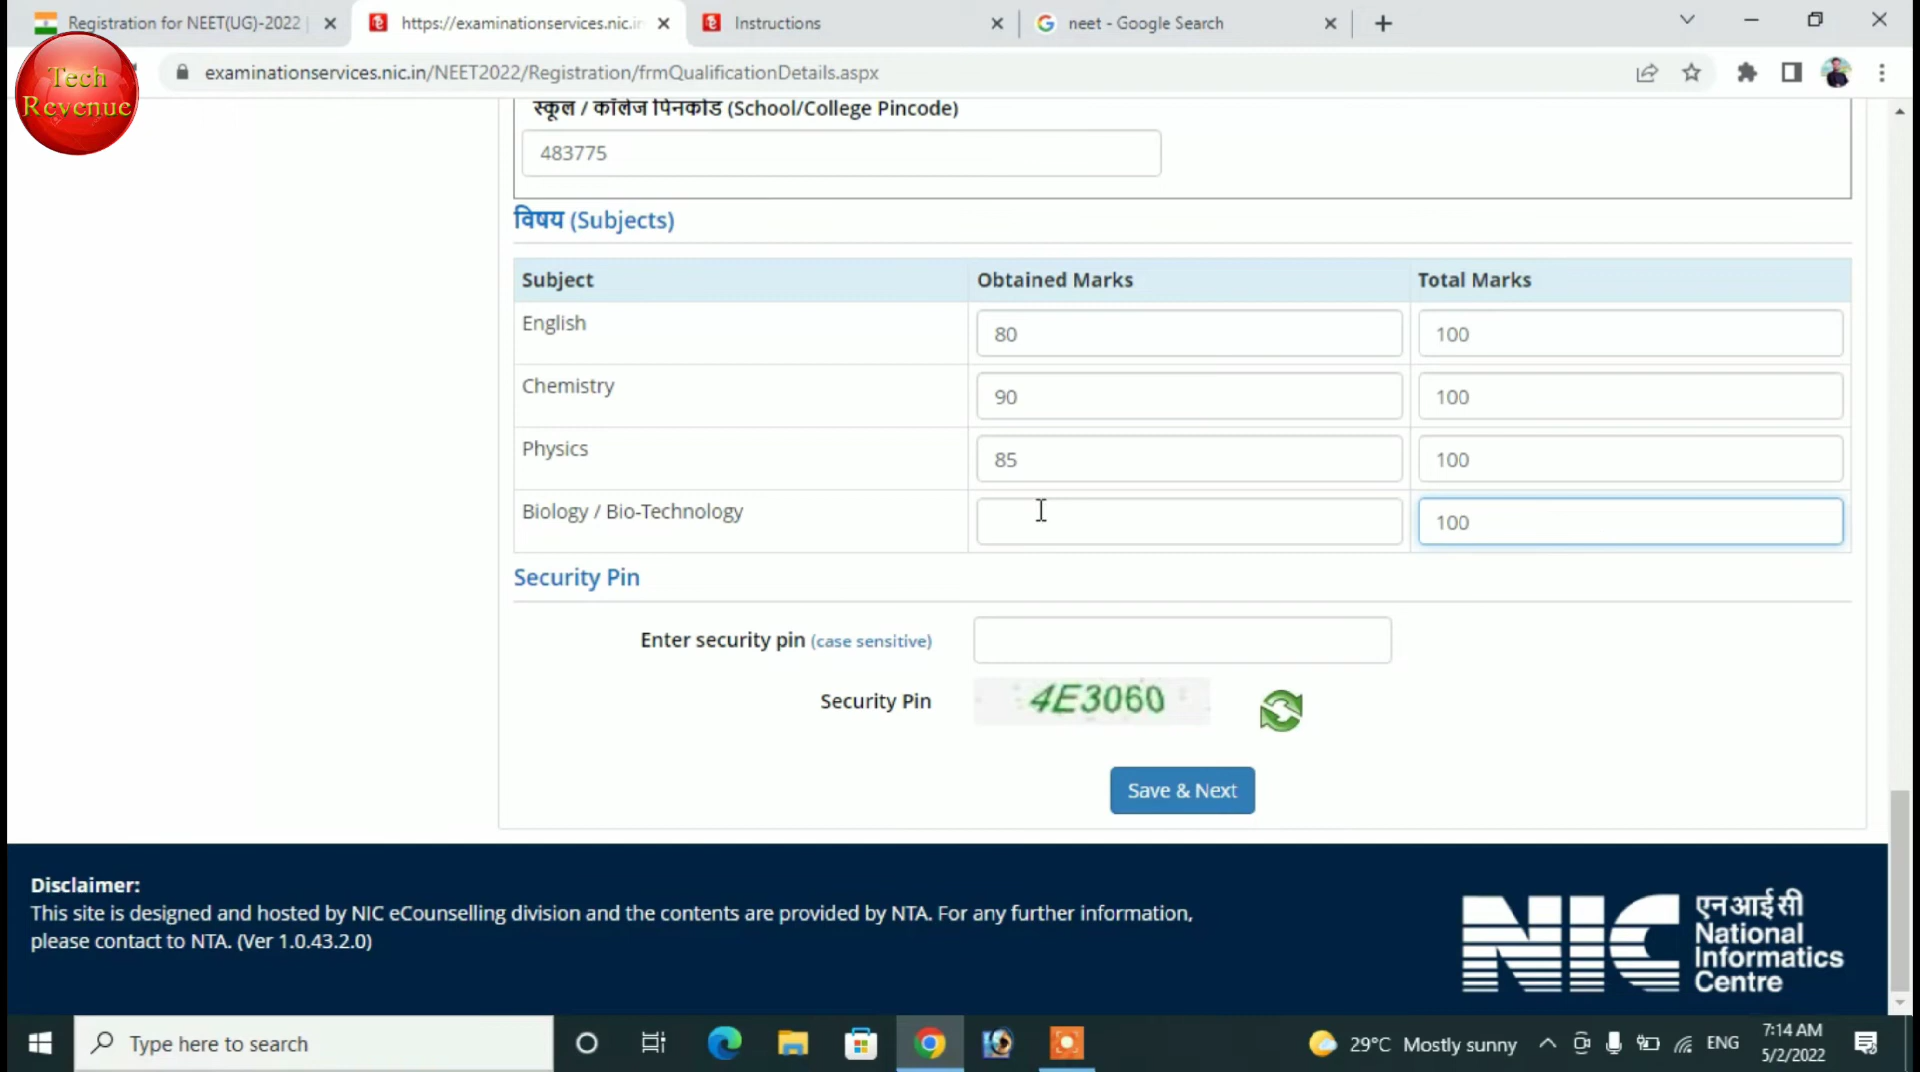 Registration for NEET(UG)-2022 |
https://examinationservices.nic.in
Instructions
neet - Google Search
examinationservices.nic.in/NEET2022/Registration/frmQualificationDetails.aspx
Tech
Revenue
स्कूल / कॉलेज पिनकोड (School/College Pincode)
483775
विषय (Subjects)
Subject Obtained Marks Total Marks
English 80 100
Chemistry 90 100
Physics 85 100
Biology / Bio-Technology 100
Security Pin
Enter security pin (case sensitive)
Security Pin 4E3060
Save & Next
Disclaimer:
This site is designed and hosted by NIC eCounselling division and the contents are provided by NTA. For any further information,
please contact to NTA. (Ver 1.0.43.2.0)
NIC
एन आई सी
National
Informatics
Centre
Type here to search
29°C Mostly sunny
ENG
7:14 AM
5/2/2022